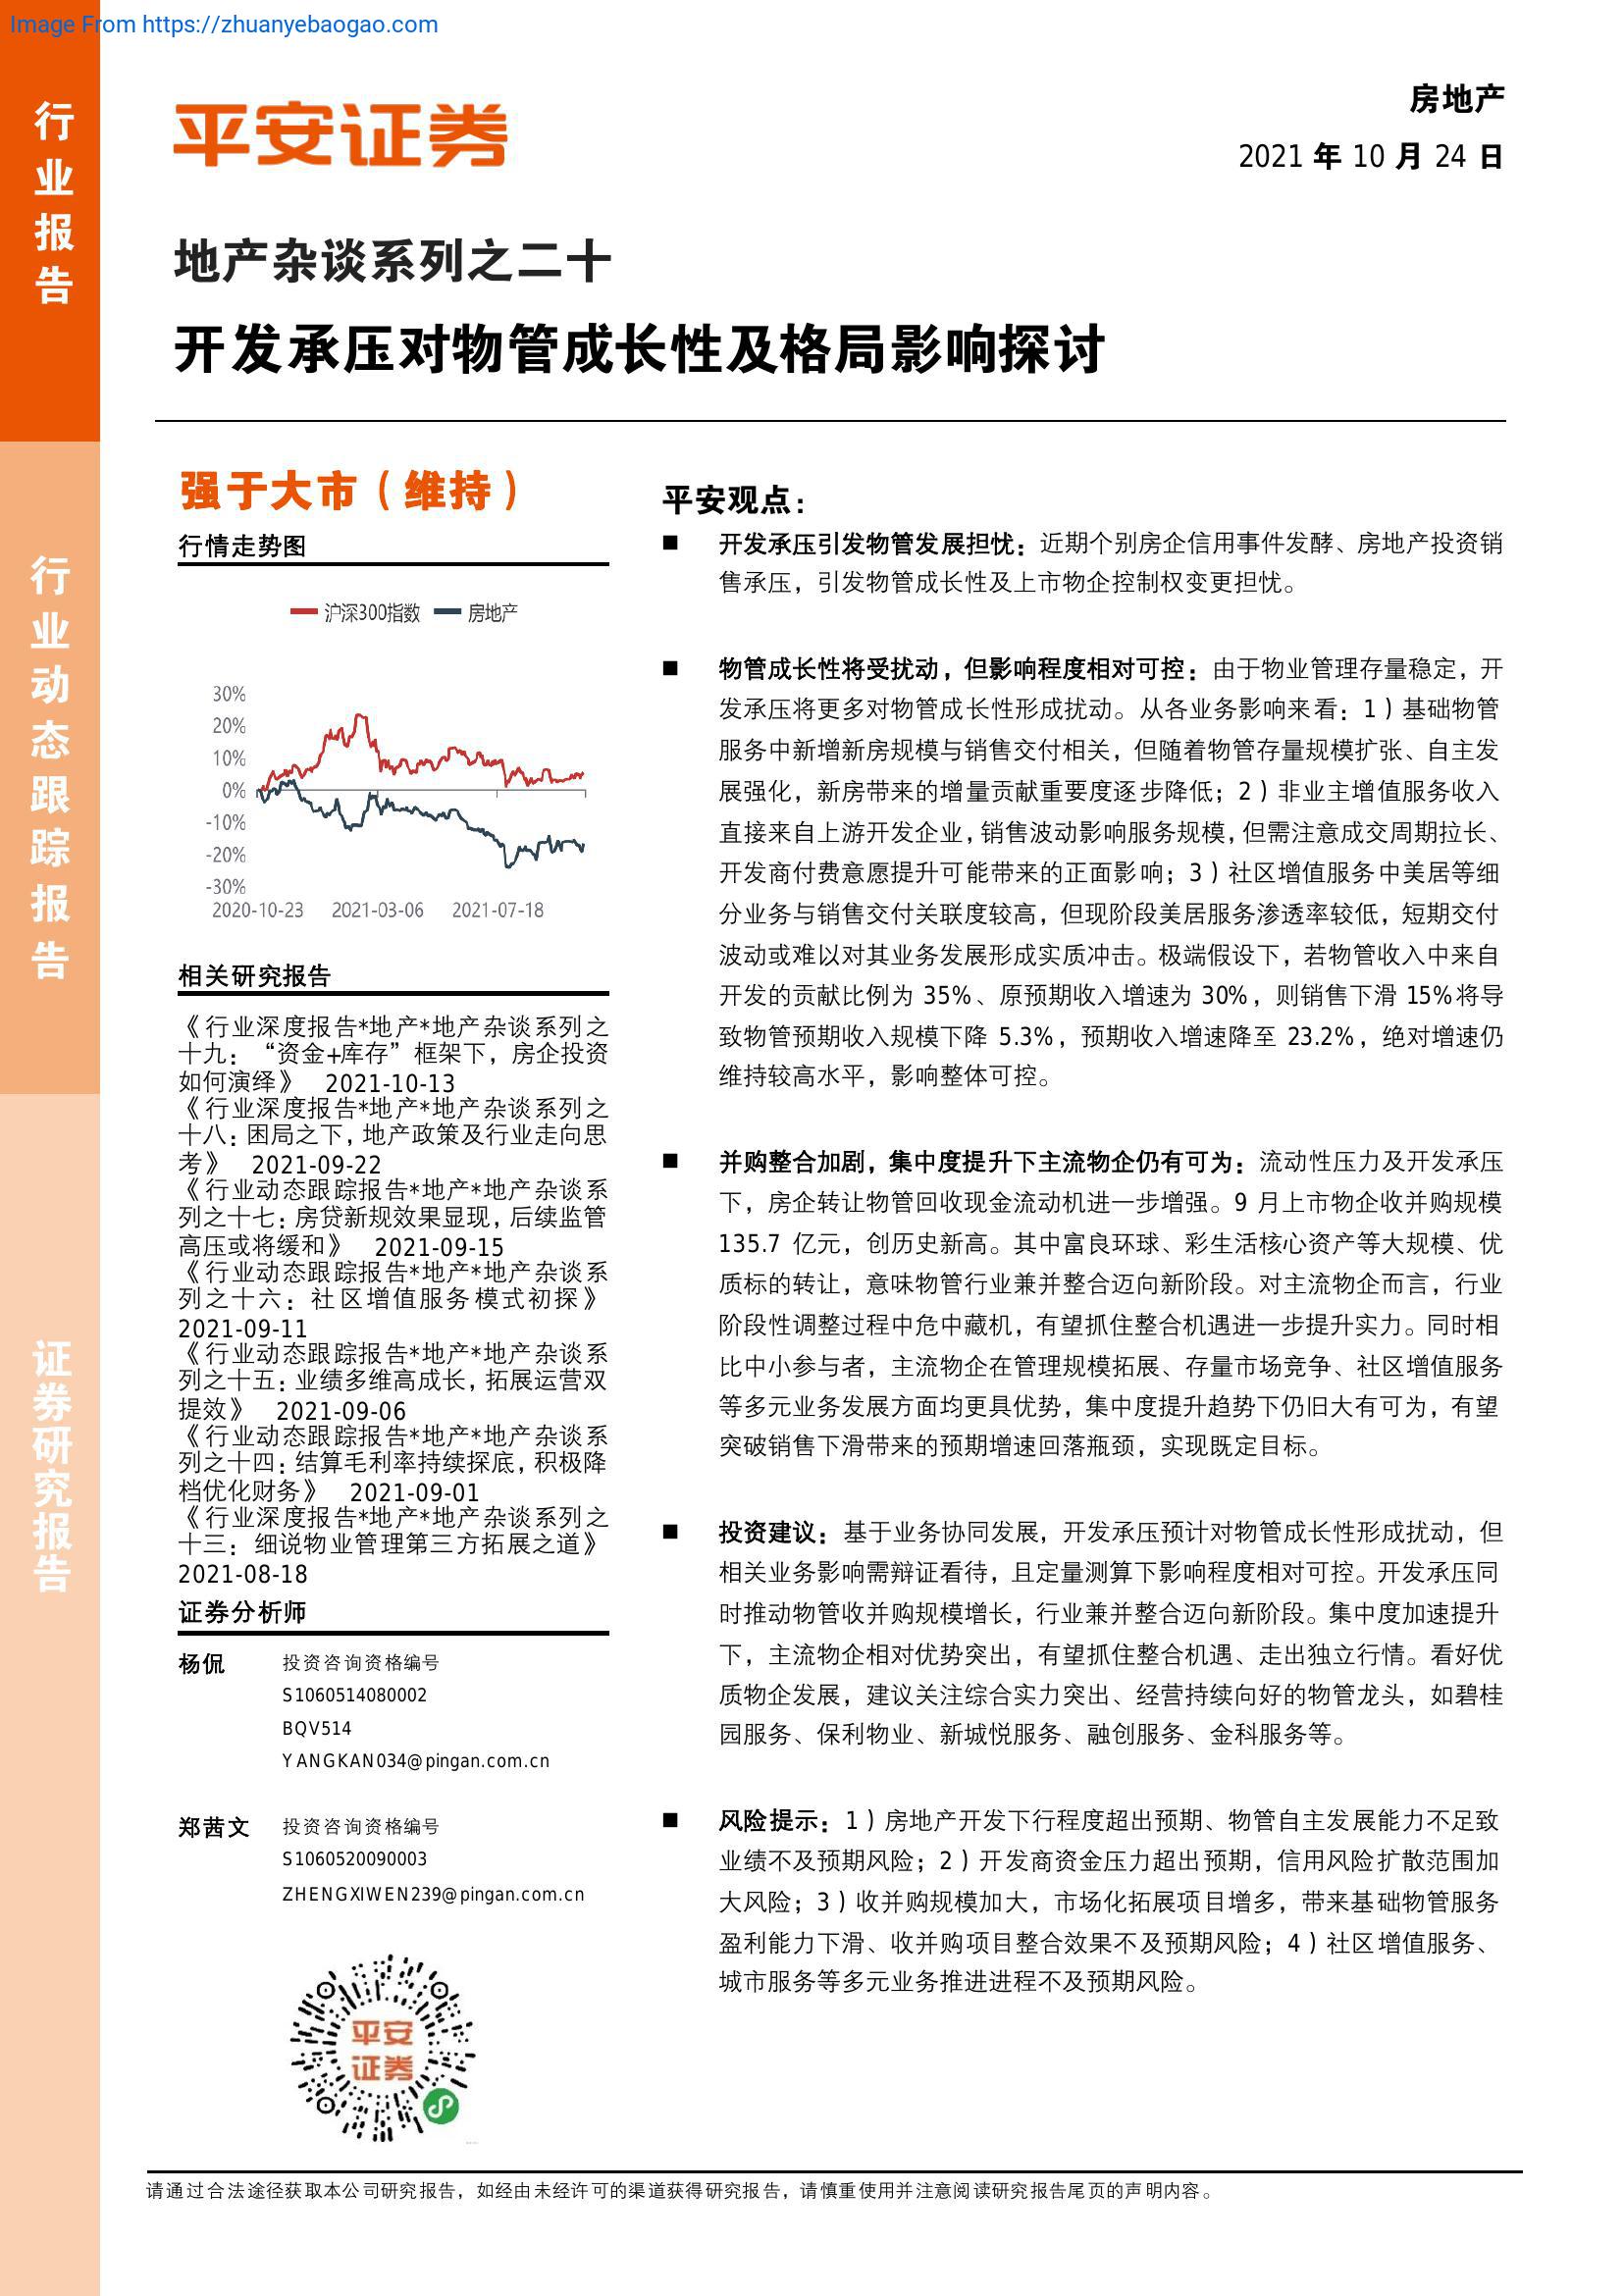 Image From https://zhuanyebaogao.com
行业报告
行业动态跟踪报告
证券研究报告
平安证券
房地产
2021 年 10 月 24 日
地产杂谈系列之二十
开发承压对物管成长性及格局影响探讨
强于大市（维持）
行情走势图
沪深300指数 房地产
30%
20%
10%
0%
-10%
-20%
-30%
2020-10-23 2021-03-06 2021-07-18
相关研究报告
《行业深度报告*地产*地产杂谈系列之
十九：“资金+库存”框架下，房企投资
如何演绎》 2021-10-13
《行业深度报告*地产*地产杂谈系列之
十八：困局之下，地产政策及行业走向思
考》 2021-09-22
《行业动态跟踪报告*地产*地产杂谈系
列之十七：房贷新规效果显现，后续监管
高压或将缓和》 2021-09-15
《行业动态跟踪报告*地产*地产杂谈系
列之十六：社区增值服务模式初探》
2021-09-11
《行业动态跟踪报告*地产*地产杂谈系
列之十五：业绩多维高成长，拓展运营双
提效》 2021-09-06
《行业动态跟踪报告*地产*地产杂谈系
列之十四：结算毛利率持续探底，积极降
档优化财务》 2021-09-01
《行业深度报告*地产*地产杂谈系列之
十三：细说物业管理第三方拓展之道》
2021-08-18
证券分析师
杨侃 投资咨询资格编号
S1060514080002
BQV514
YANGKAN034@pingan.com.cn
郑茜文 投资咨询资格编号
S1060520090003
ZHENGXIWEN239@pingan.com.cn
平安
证券
平安观点：
■ 开发承压引发物管发展担忧：近期个别房企信用事件发酵、房地产投资销
售承压，引发物管成长性及上市物企控制权变更担忧。
■ 物管成长性将受扰动，但影响程度相对可控：由于物业管理存量稳定，开
发承压将更多对物管成长性形成扰动。从各业务影响来看：1）基础物管
服务中新增新房规模与销售交付相关，但随着物管存量规模扩张、自主发
展强化，新房带来的增量贡献重要度逐步降低；2）非业主增值服务收入
直接来自上游开发企业，销售波动影响服务规模，但需注意成交周期拉长、
开发商付费意愿提升可能带来的正面影响；3）社区增值服务中美居等细
分业务与销售交付关联度较高，但现阶段美居服务渗透率较低，短期交付
波动或难以对其业务发展形成实质冲击。极端假设下，若物管收入中来自
开发的贡献比例为 35%、原预期收入增速为 30%，则销售下滑 15%将导
致物管预期收入规模下降 5.3%，预期收入增速降至 23.2%，绝对增速仍
维持较高水平，影响整体可控。
■ 并购整合加剧，集中度提升下主流物企仍有可为：流动性压力及开发承压
下，房企转让物管回收现金流动机进一步增强。9 月上市物企收并购规模
135.7 亿元，创历史新高。其中富良环球、彩生活核心资产等大规模、优
质标的转让，意味物管行业兼并整合迈向新阶段。对主流物企而言，行业
阶段性调整过程中危中藏机，有望抓住整合机遇进一步提升实力。同时相
比中小参与者，主流物企在管理规模拓展、存量市场竞争、社区增值服务
等多元业务发展方面均更具优势，集中度提升趋势下仍旧大有可为，有望
突破销售下滑带来的预期增速回落瓶颈，实现既定目标。
■ 投资建议：基于业务协同发展，开发承压预计对物管成长性形成扰动，但
相关业务影响需辩证看待，且定量测算下影响程度相对可控。开发承压同
时推动物管收并购规模增长，行业兼并整合迈向新阶段。集中度加速提升
下，主流物企相对优势突出，有望抓住整合机遇、走出独立行情。看好优
质物企发展，建议关注综合实力突出、经营持续向好的物管龙头，如碧桂
园服务、保利物业、新城悦服务、融创服务、金科服务等。
■ 风险提示：1）房地产开发下行程度超出预期、物管自主发展能力不足致
业绩不及预期风险；2）开发商资金压力超出预期，信用风险扩散范围加
大风险；3）收并购规模加大，市场化拓展项目增多，带来基础物管服务
盈利能力下滑、收并购项目整合效果不及预期风险；4）社区增值服务、
城市服务等多元业务推进进程不及预期风险。
请通过合法途径获取本公司研究报告，如经由未经许可的渠道获得研究报告，请慎重使用并注意阅读研究报告尾页的声明内容。